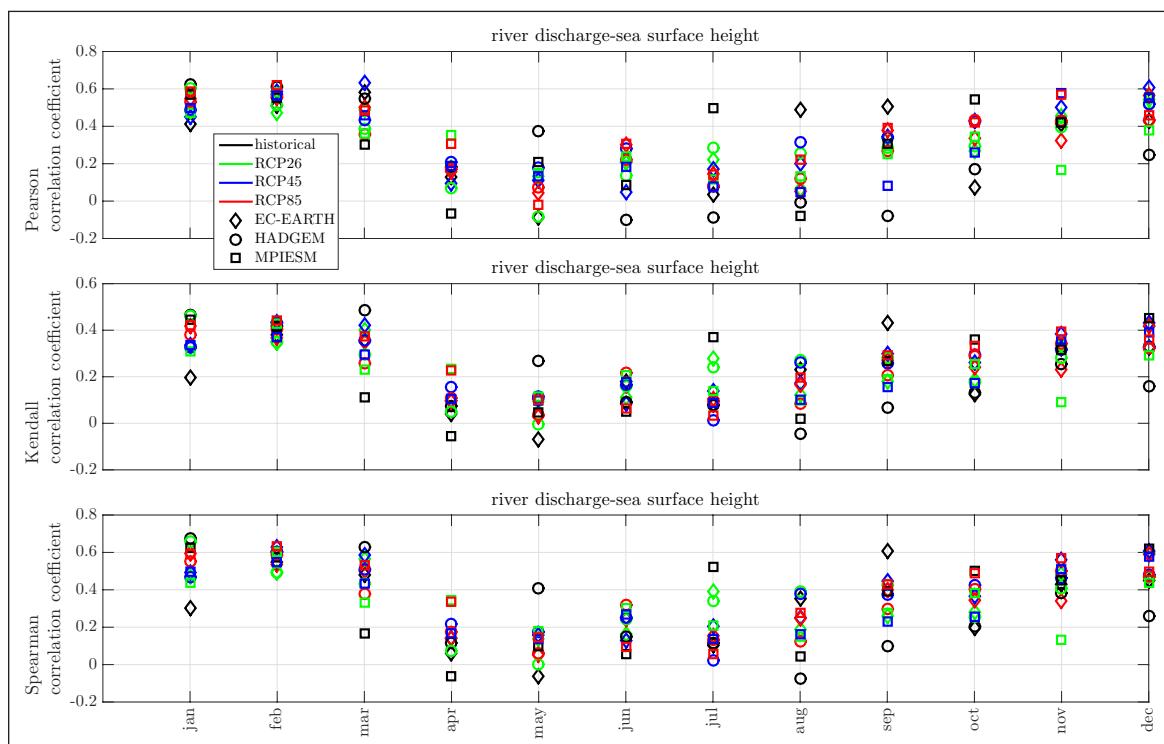 river discharge-sea surface height
Pearson
correlation coefficient
0.8
0.6
0.4
0.2
0
-0.2
historical
RCP26
RCP45
RCP85
EC-EARTH
HADGEM
MPIESM
river discharge-sea surface height
Kendall
correlation coefficient
0.6
0.4
0.2
0
-0.2
river discharge-sea surface height
Spearman
correlation coefficient
0.8
0.6
0.4
0.2
0
-0.2
jan
feb
mar
apr
may
jun
jul
aug
sep
oct
nov
dec